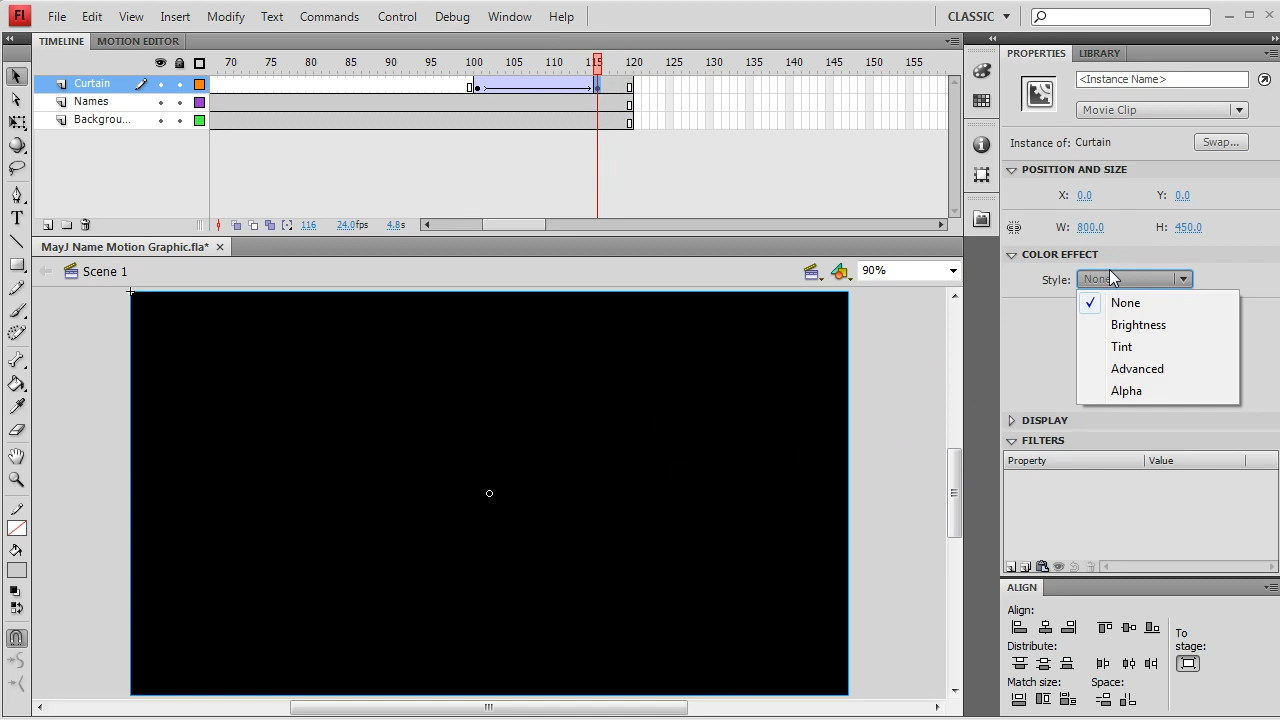 Fl File Edit View Insert Modify Text Commands Control Debug Window Help CLASSIC
TIMELINE MOTION EDITOR
70 75 80 85 90 95 100 105 110 115 120 125 130 135 140 145 150 155
Curtain
Names
Backgrou...
116 24.0fps 4.8s
MayJ Name Motion Graphic.fla*
Scene 1
90%
PROPERTIES LIBRARY
<Instance Name>
Movie Clip
Instance of: Curtain Swap...
POSITION AND SIZE
X: 0.0 Y: 0.0
W: 800.0 H: 450.0
COLOR EFFECT
Style: None
None
Brightness
Tint
Advanced
Alpha
DISPLAY
FILTERS
Property Value
ALIGN
Align:
To stage:
Distribute:
Match size: Space: